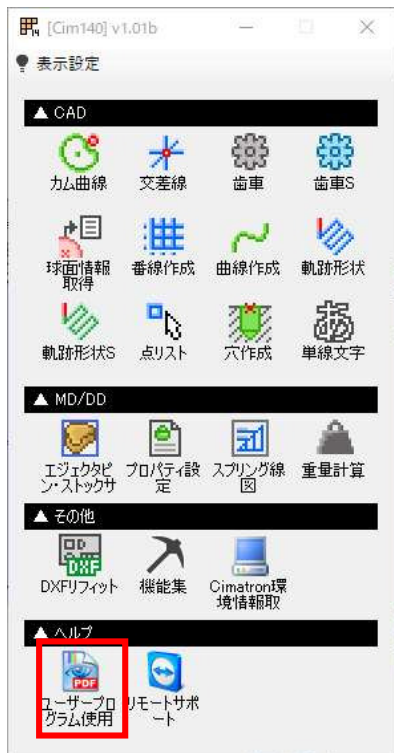 [Cim140] v1.01b
表示設定
▲ CAD
カム曲線 交差線 歯車 歯車S
球面情報
取得
番線作成 曲線作成 軌跡形状
軌跡形状S 点リスト 穴作成 単線文字
▲ MD/DD
エジェクタピ
ン・ストックサ
プロパティ設
定
スプリング線
図
重量計算
▲ その他
DXF
DXFリフィット 機能集
Cimatron環
境情報取
▲ ヘルプ
PDF
ユーザープロ
グラム使用
リモートサポ
ート